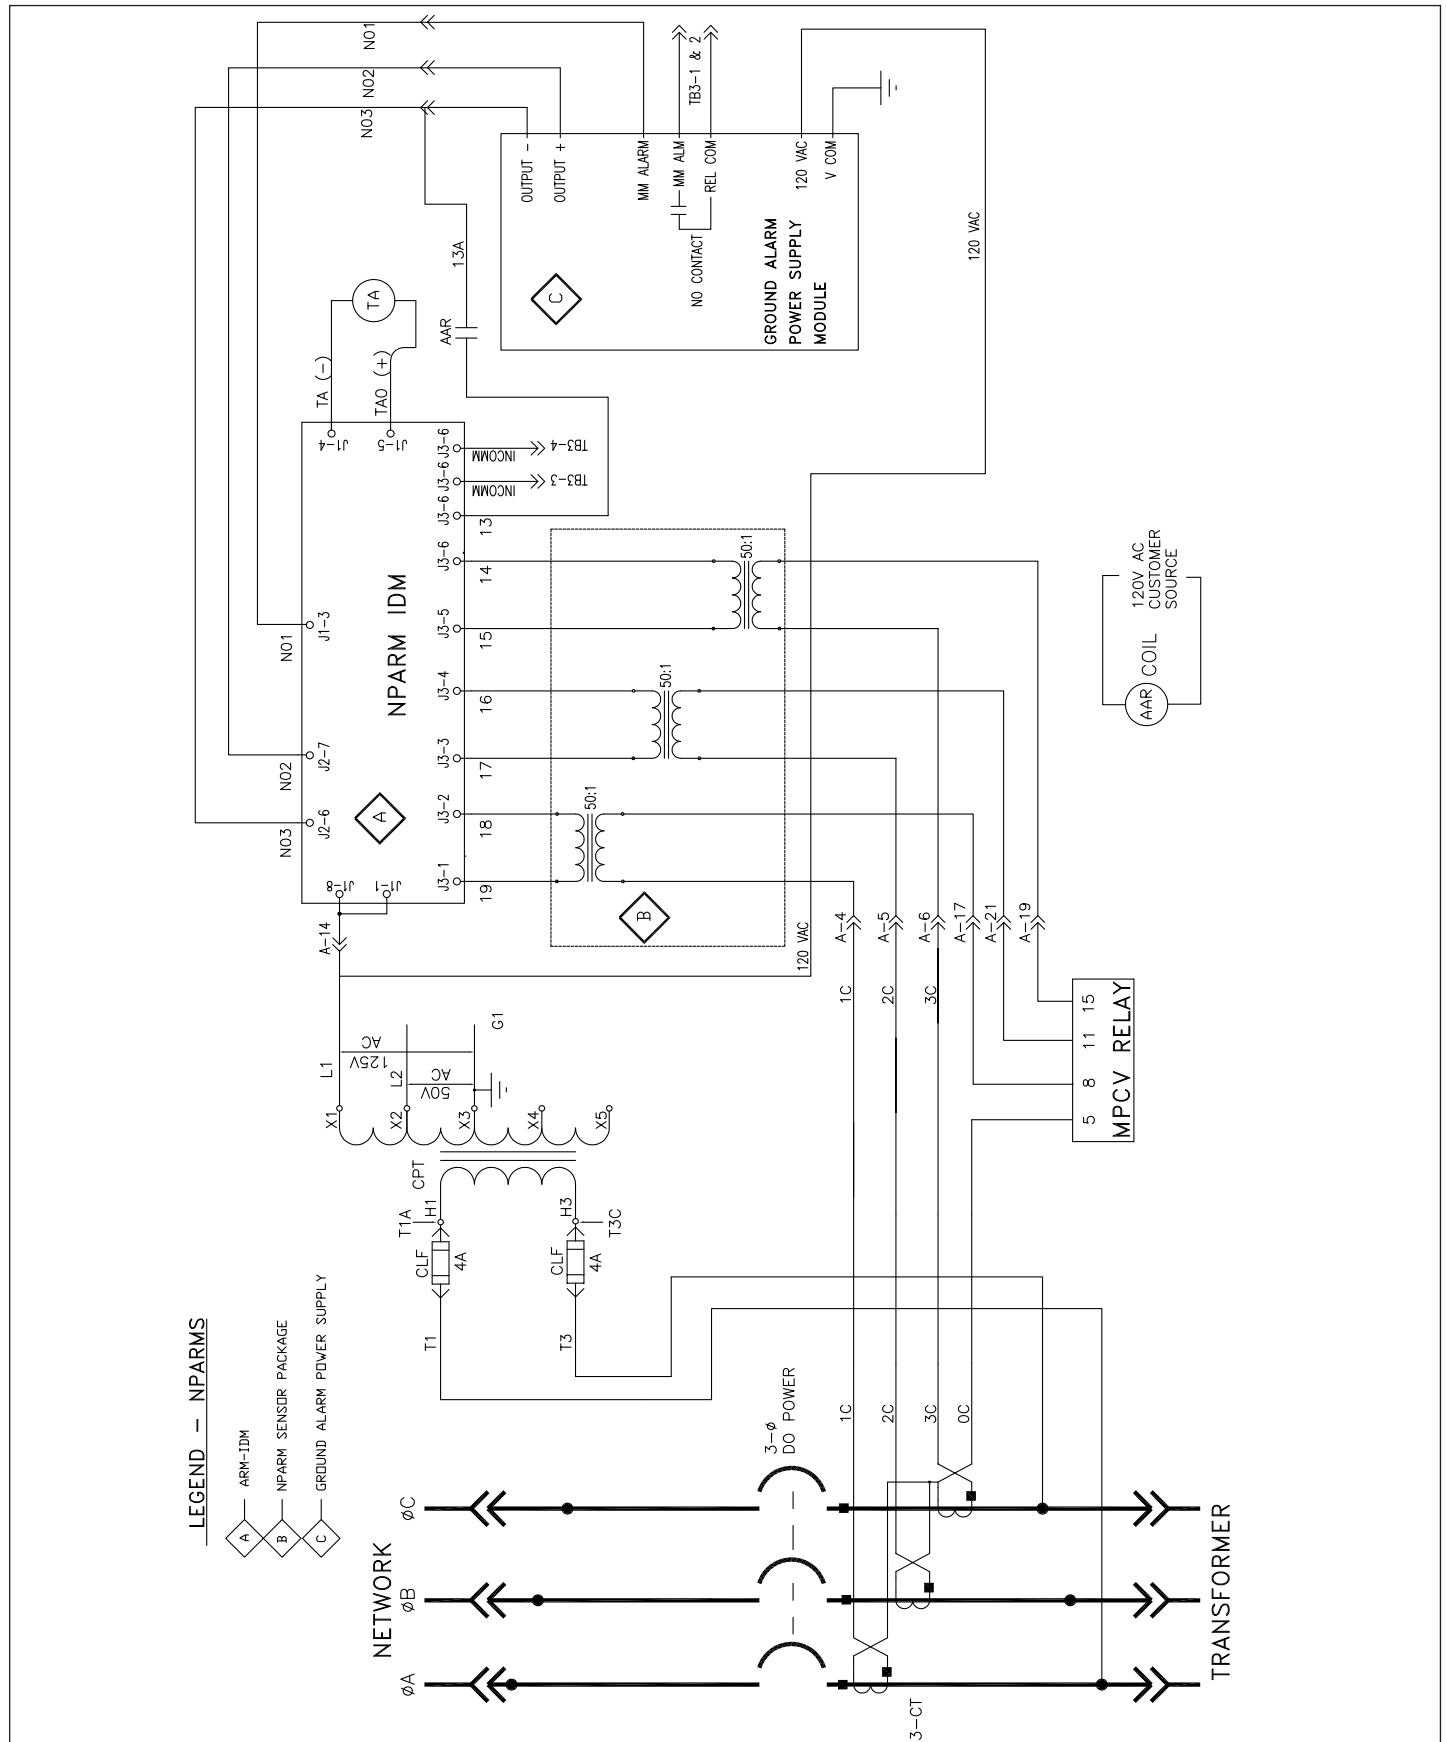 LEGEND – NPARMS
A ARM-IDM
B NPARM SENSOR PACKAGE
C GROUND ALARM POWER SUPPLY
NETWORK
øA
øB
øC
3-CT
3-ø
DO POWER
TRANSFORMER
1C
2C
3C
0C
T1
T3
CLF
4A
CLF
4A
T1A
H1
H3
T3C
CPT
X1
X2
X3
X4
X5
L1
L2
125V
AC
50V
AC
G1
A-14
120 VAC
1C
2C
3C
A-4
A-5
A-6
A-17
A-21
A-19
5 8 11 15
MPCV RELAY
NPARM IDM
A
J1-8
J1-1
J2-6
J2-7
J1-3
N03
N02
N01
J1-4
J1-5
TA (-)
TAO (+)
TA
J3-1
J3-2
J3-3
J3-4
J3-5
J3-6
J3-6
J3-6
J3-6
19
18
17
16
15
14
13
INCOMM
TB3-3
INCOMM
TB3-4
B
50:1
50:1
50:1
AAR
13A
N03
N02
N01
C
GROUND ALARM
POWER SUPPLY
MODULE
OUTPUT -
OUTPUT +
MM ALARM
MM ALM
REL COM
NO CONTACT
120 VAC
V COM
TB3-1 & 2
120 VAC
AAR COIL
120V AC
CUSTOMER
SOURCE